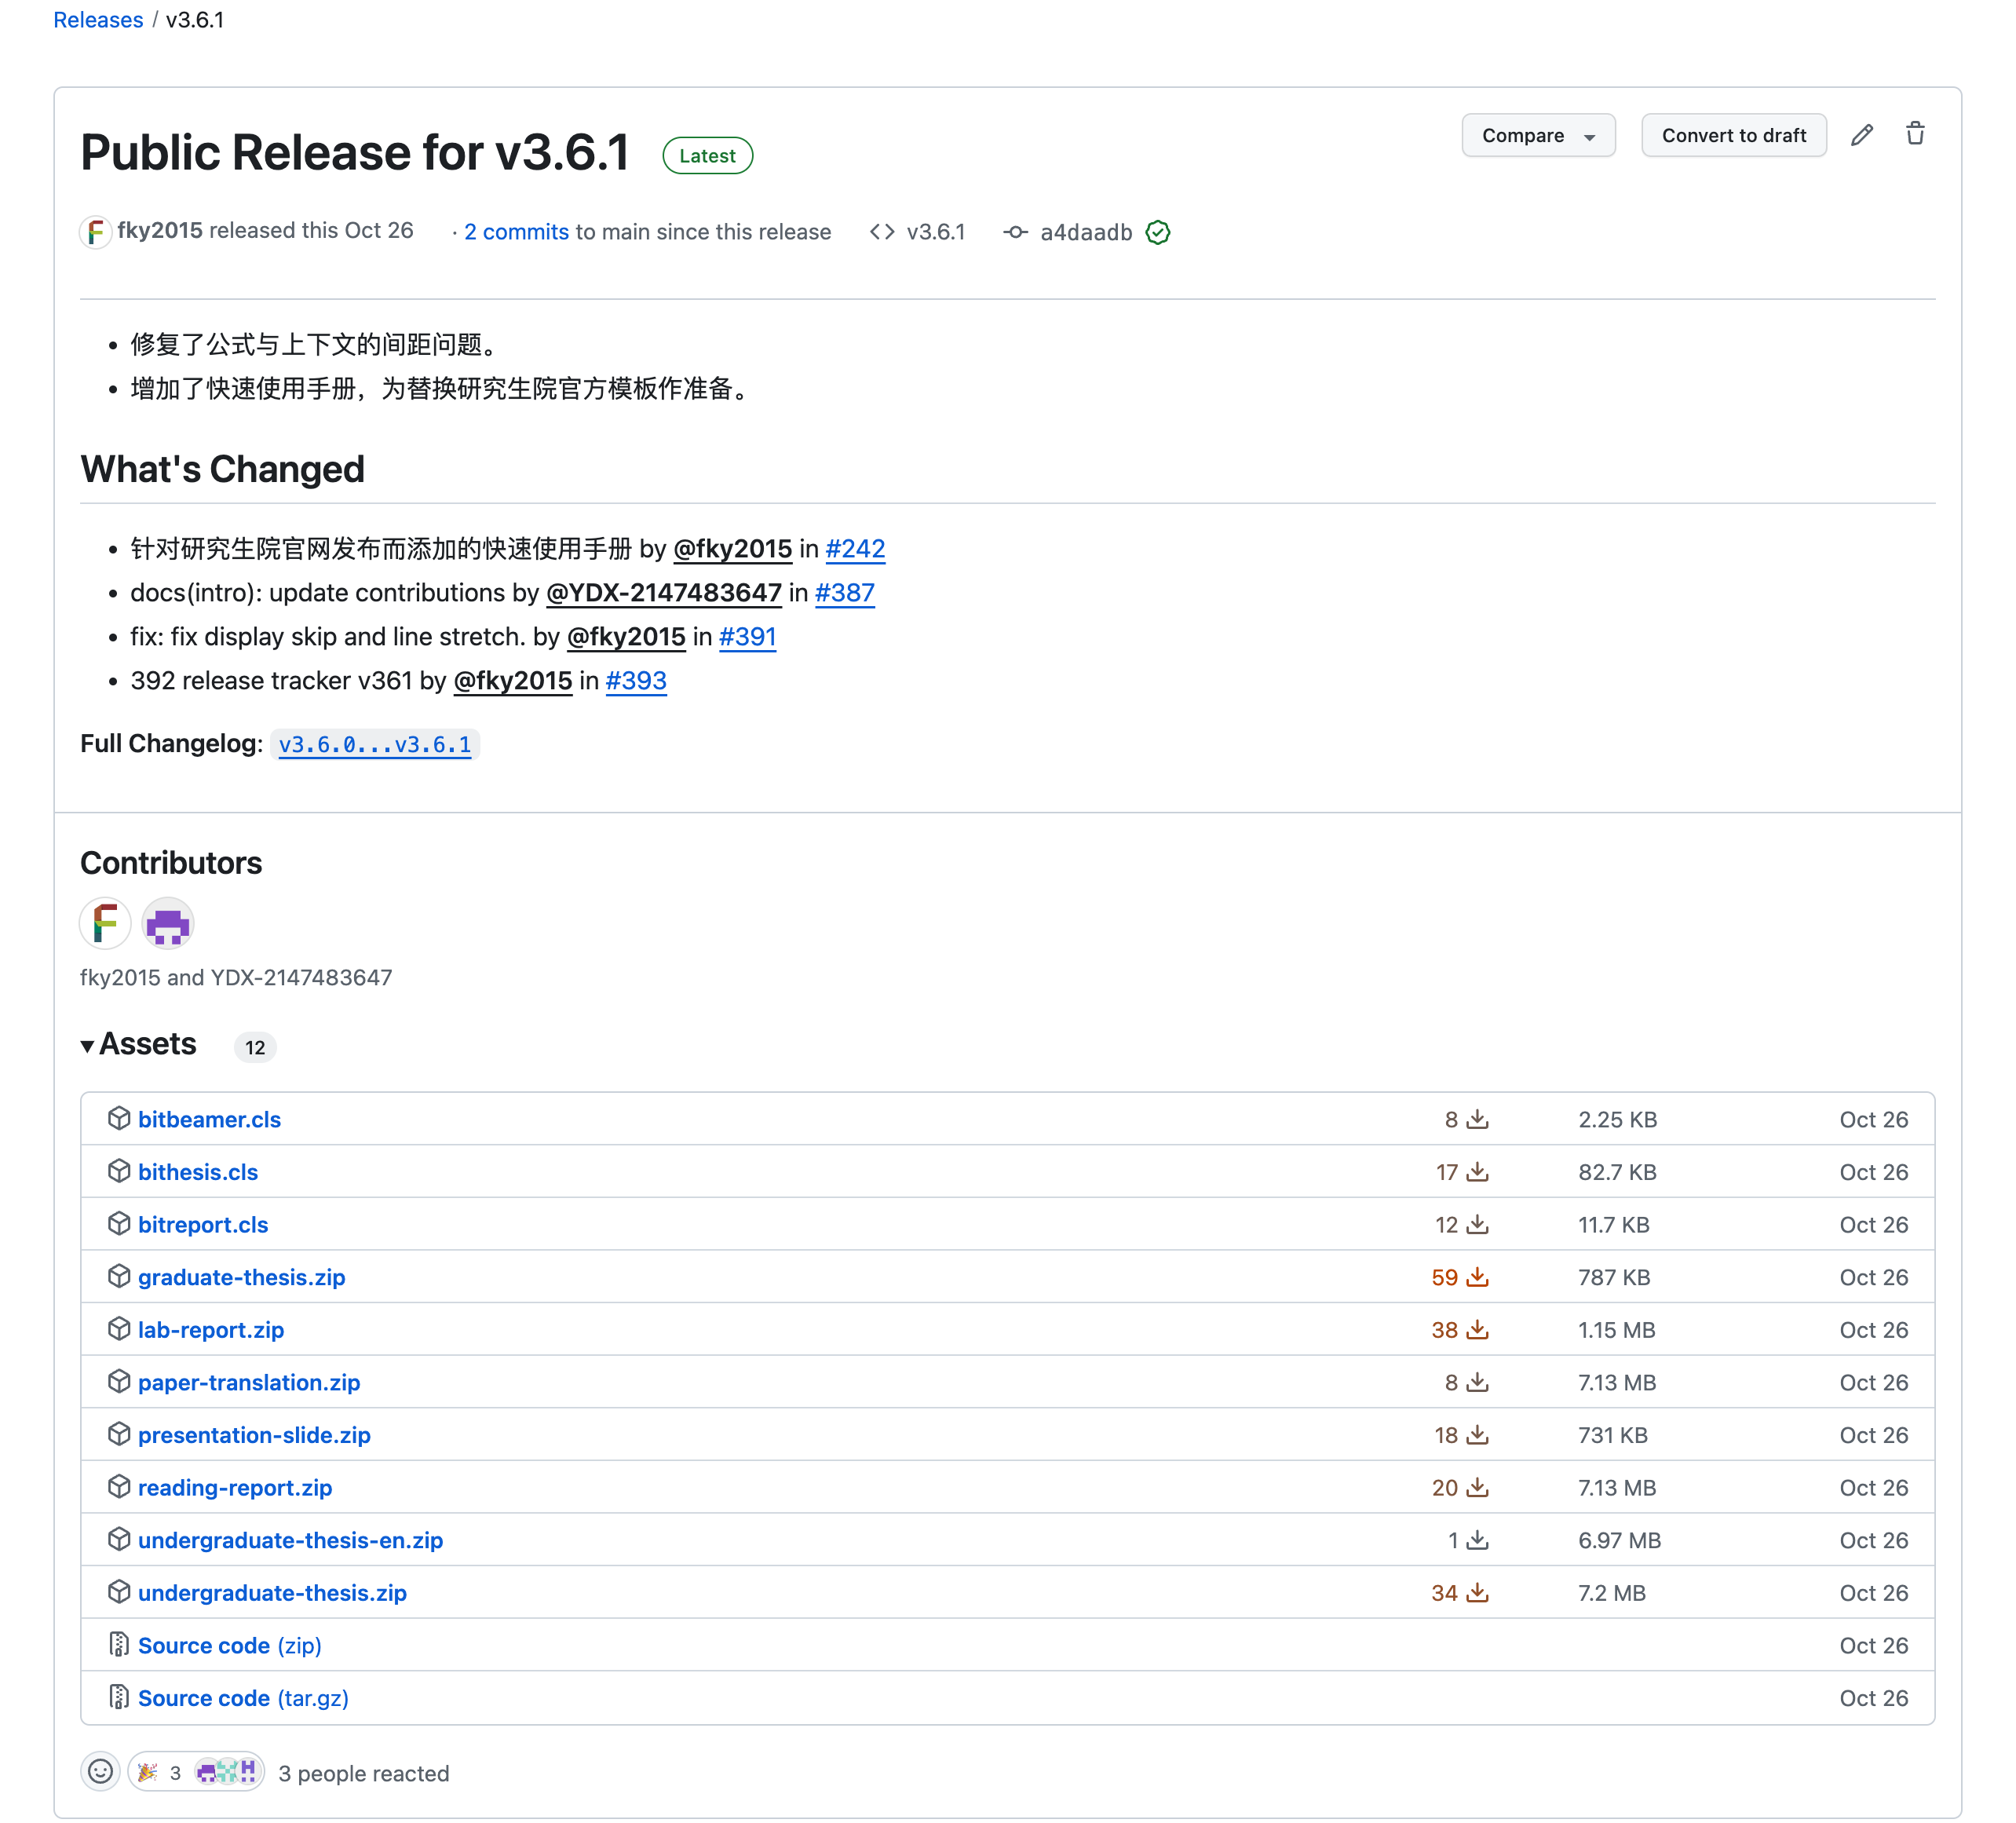 Releases / v3.6.1
Public Release for v3.6.1 Latest Compare Convert to draft
fky2015 released this Oct 26 · 2 commits to main since this release <> v3.6.1 a4daadb
• 修复了公式与上下文的间距问题。
• 增加了快速使用手册，为替换研究生院官方模板作准备。
What's Changed
• 针对研究生院官网发布而添加的快速使用手册 by @fky2015 in #242
• docs(intro): update contributions by @YDX-2147483647 in #387
• fix: fix display skip and line stretch. by @fky2015 in #391
• 392 release tracker v361 by @fky2015 in #393
Full Changelog: v3.6.0...v3.6.1
Contributors
fky2015 and YDX-2147483647
Assets 12
bitbeamer.cls 8 2.25 KB Oct 26
bithesis.cls 17 82.7 KB Oct 26
bitreport.cls 12 11.7 KB Oct 26
graduate-thesis.zip 59 787 KB Oct 26
lab-report.zip 38 1.15 MB Oct 26
paper-translation.zip 8 7.13 MB Oct 26
presentation-slide.zip 18 731 KB Oct 26
reading-report.zip 20 7.13 MB Oct 26
undergraduate-thesis-en.zip 1 6.97 MB Oct 26
undergraduate-thesis.zip 34 7.2 MB Oct 26
Source code (zip) Oct 26
Source code (tar.gz) Oct 26
3 3 people reacted